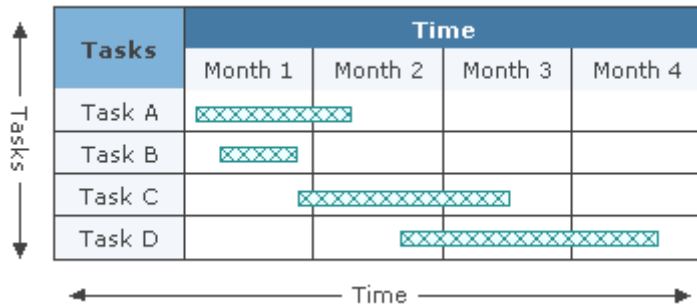 Tasks
Time
Month 1 Month 2 Month 3 Month 4
Task A
Task B
Task C
Task D
Tasks
Time